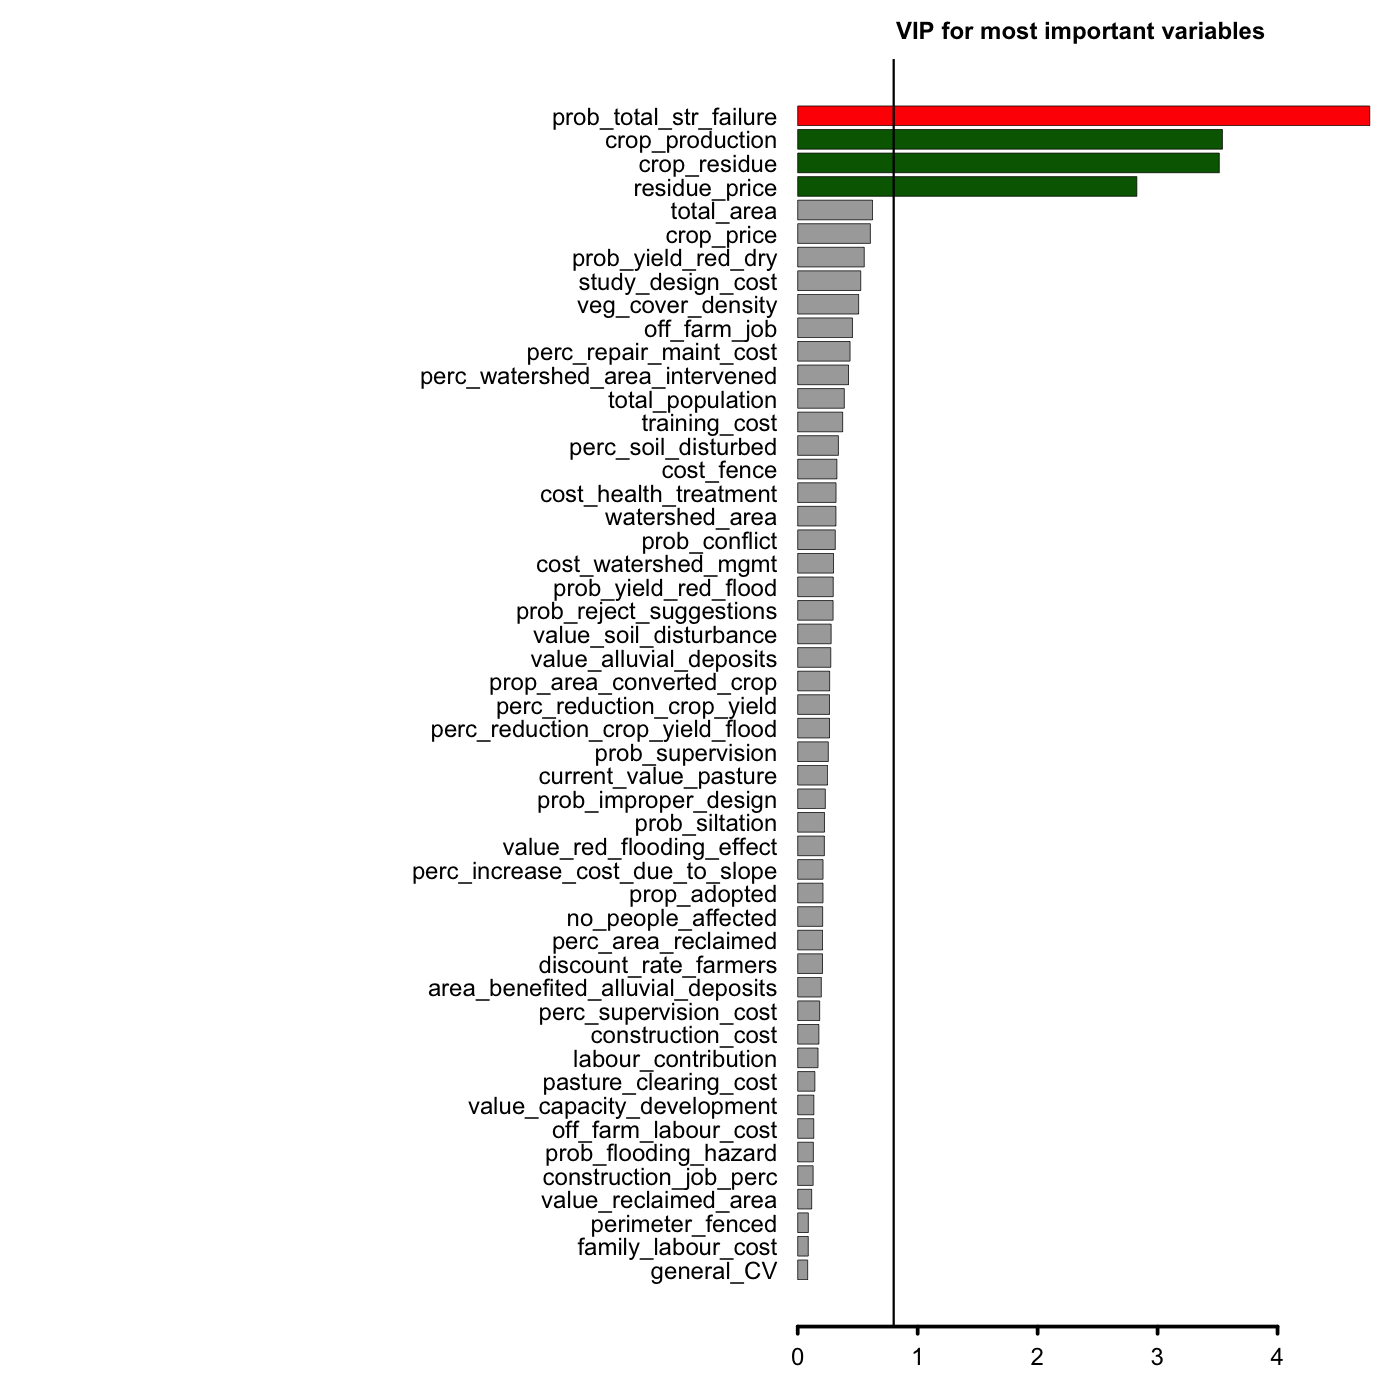 VIP for most important variables
prob_total_str_failure
crop_production
crop_residue
residue_price
total_area
crop_price
prob_yield_red_dry
study_design_cost
veg_cover_density
off_farm_job
perc_repair_maint_cost
perc_watershed_area_intervened
total_population
training_cost
perc_soil_disturbed
cost_fence
cost_health_treatment
watershed_area
prob_conflict
cost_watershed_mgmt
prob_yield_red_flood
prob_reject_suggestions
value_soil_disturbance
value_alluvial_deposits
prop_area_converted_crop
perc_reduction_crop_yield
perc_reduction_crop_yield_flood
prob_supervision
current_value_pasture
prob_improper_design
prob_siltation
value_red_flooding_effect
perc_increase_cost_due_to_slope
prop_adopted
no_people_affected
perc_area_reclaimed
discount_rate_farmers
area_benefited_alluvial_deposits
perc_supervision_cost
construction_cost
labour_contribution
pasture_clearing_cost
value_capacity_development
off_farm_labour_cost
prob_flooding_hazard
construction_job_perc
value_reclaimed_area
perimeter_fenced
family_labour_cost
general_CV
0 1 2 3 4